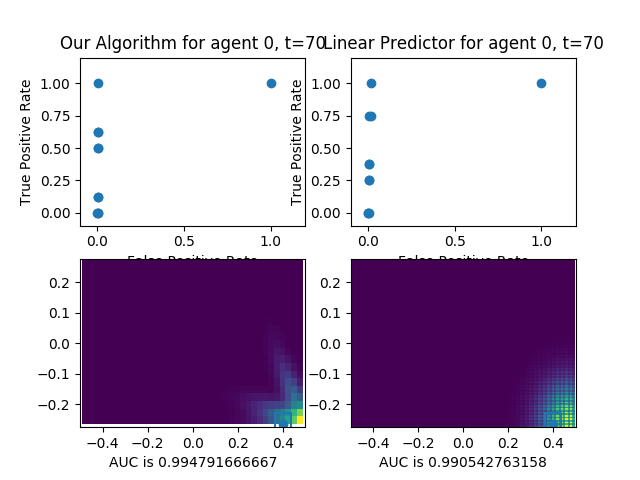 Our Algorithm for agent 0, t=70
Linear Predictor for agent 0, t=70
True Positive Rate
1.00
0.75
0.50
0.25
0.00
0.0 0.5 1.0
False Positive Rate
True Positive Rate
1.00
0.75
0.50
0.25
0.00
0.0 0.5 1.0
False Positive Rate
0.2
0.1
0.0
−0.1
−0.2
−0.4 −0.2 0.0 0.2 0.4
AUC is 0.994791666667
0.2
0.1
0.0
−0.1
−0.2
−0.4 −0.2 0.0 0.2 0.4
AUC is 0.990542763158